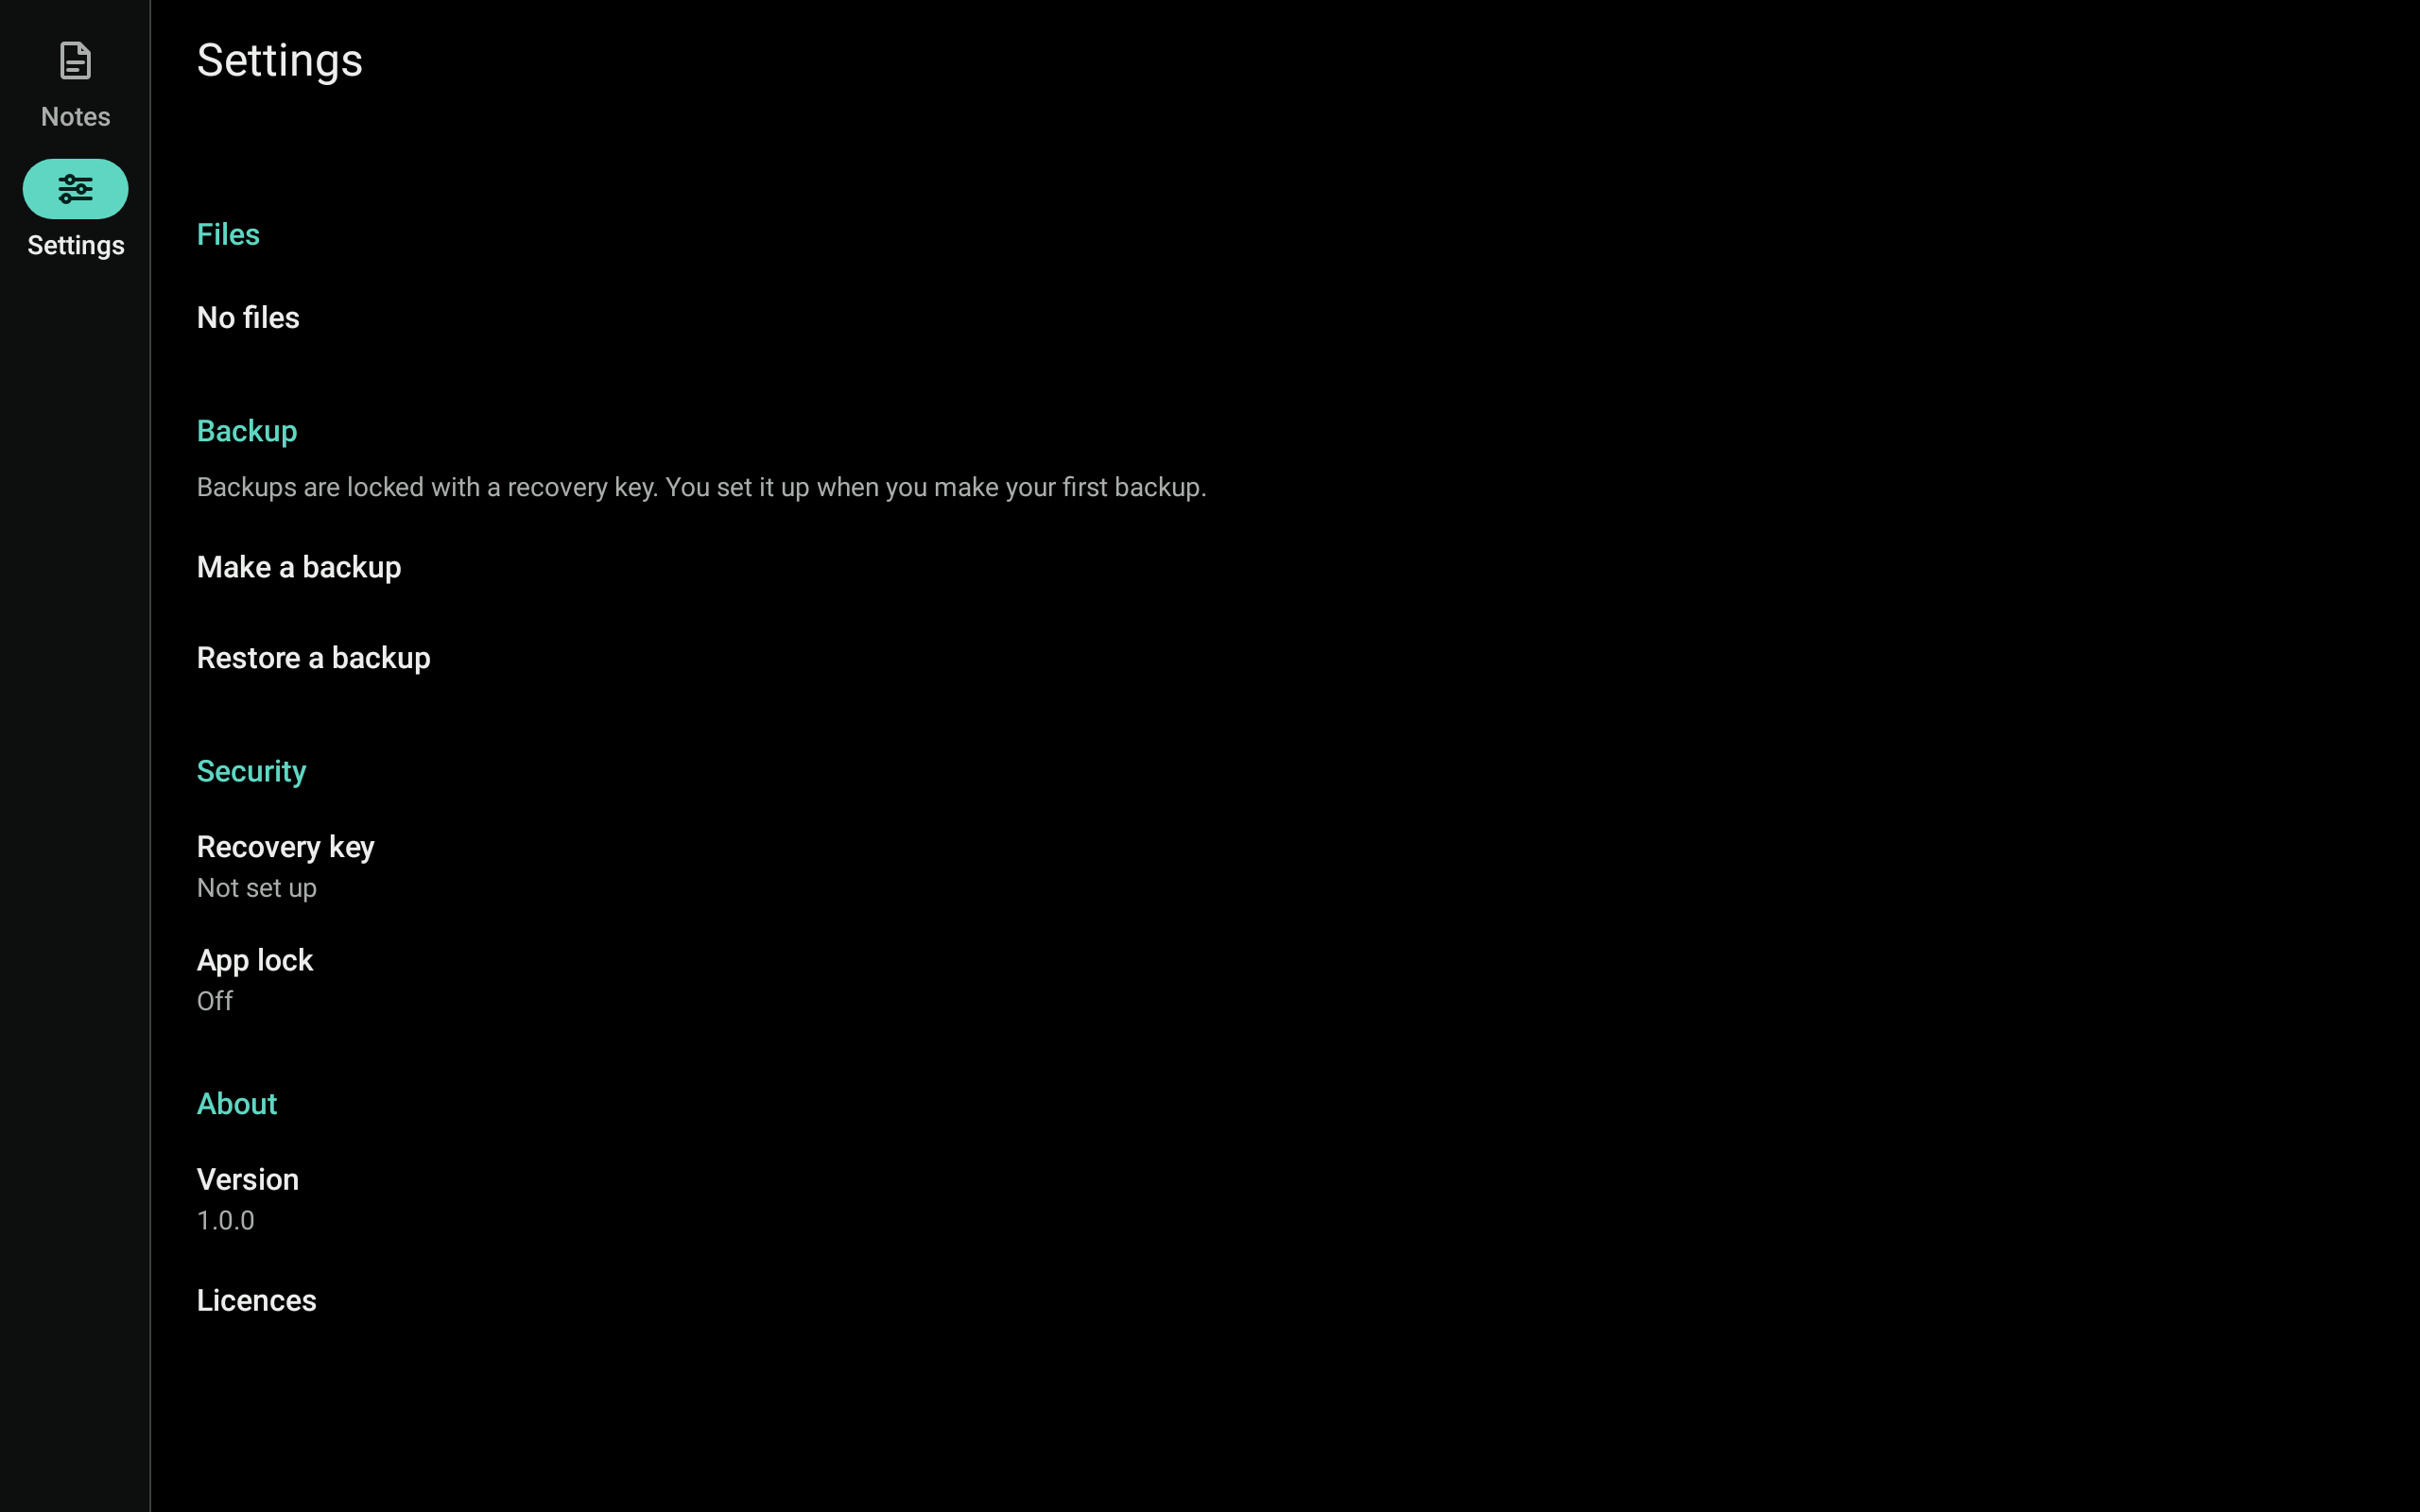 Notes
Settings
Settings
Files
No files
Backup
Backups are locked with a recovery key. You set it up when you make your first backup.
Make a backup
Restore a backup
Security
Recovery key
Not set up
App lock
Off
About
Version
1.0.0
Licences